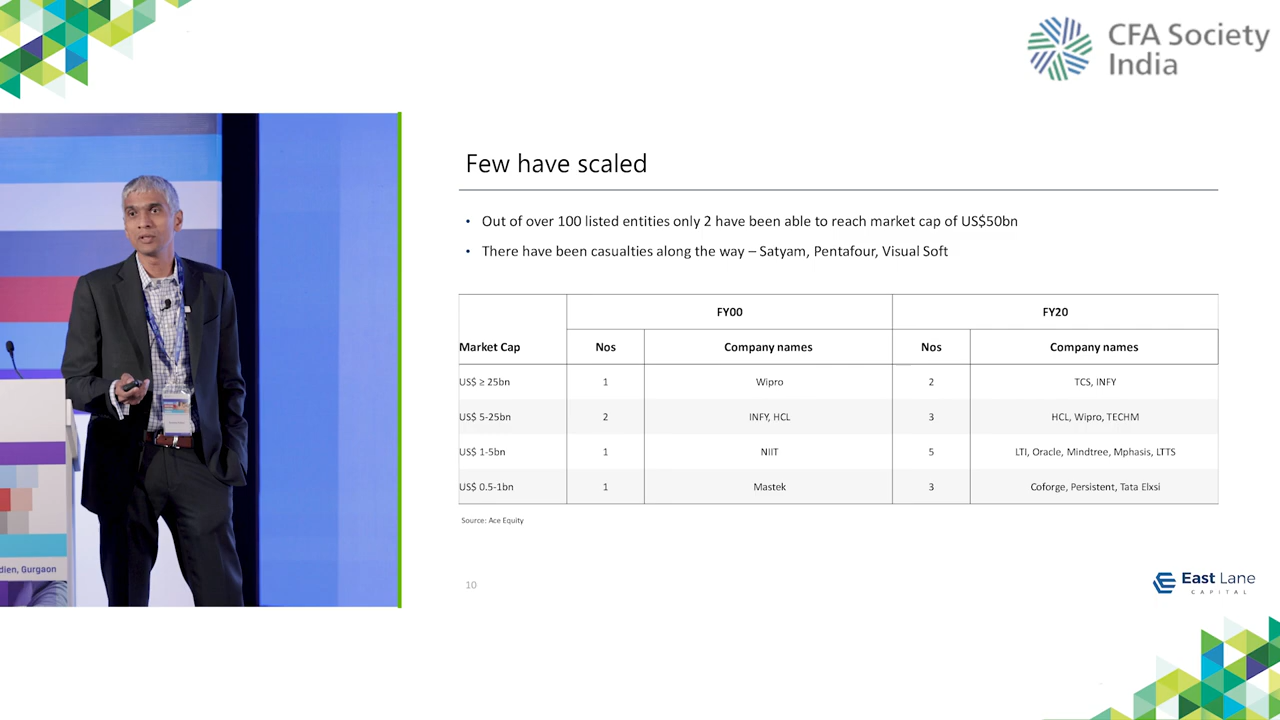 CFA Society
India
Few have scaled
• Out of over 100 listed entities only 2 have been able to reach market cap of US$50bn
• There have been casualties along the way – Satyam, Pentafour, Visual Soft
FY00 FY20
Market Cap Nos Company names Nos Company names
US$ ≥ 25bn 1 Wipro 2 TCS, INFY
US$ 5-25bn 2 INFY, HCL 3 HCL, Wipro, TECHM
US$ 1-5bn 1 NIIT 5 LTI, Oracle, Mindtree, Mphasis, LTTS
US$ 0.5-1bn 1 Mastek 3 Coforge, Persistent, Tata Elxsi
Source: Ace Equity
dien, Gurgaon
10
East Lane
CAPITAL